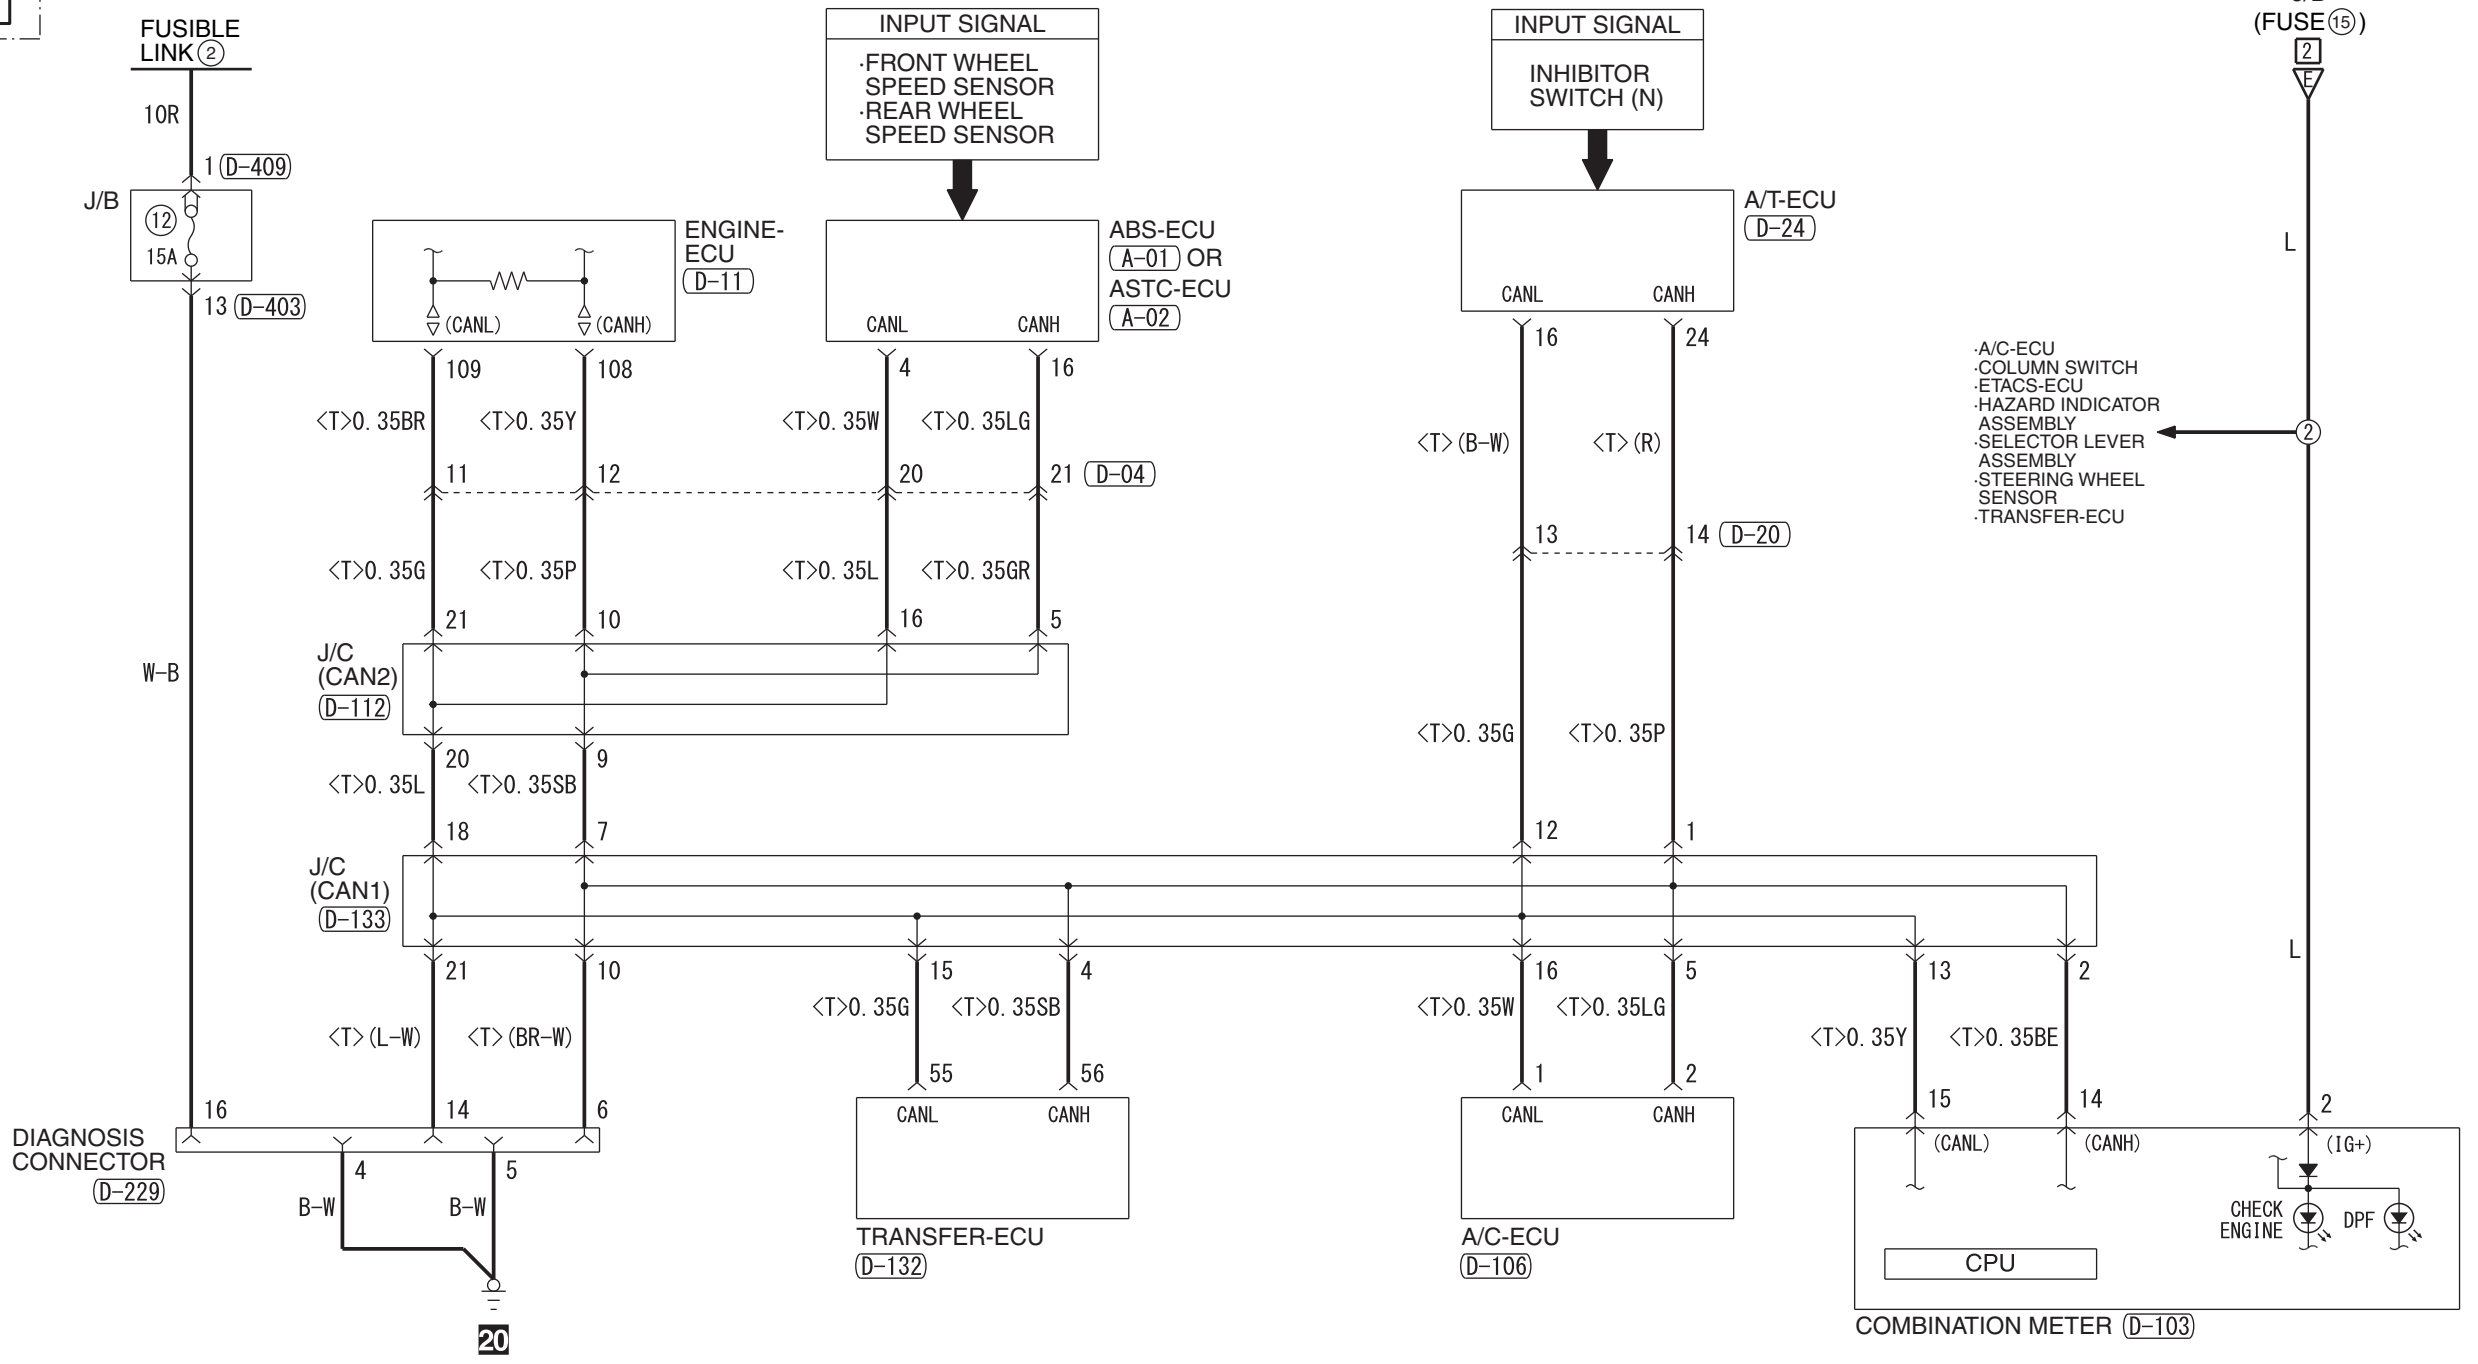 FUSIBLE
LINK ②
10R
1 (D-409)
J/B
⑫
15A
13 (D-403)
W-B
ENGINE-
ECU
(D-11)
(CANL)
(CANH)
109
108
<T>0.35BR
<T>0.35Y
11
12
<T>0.35G
<T>0.35P
21
10
INPUT SIGNAL
·FRONT WHEEL
SPEED SENSOR
·REAR WHEEL
SPEED SENSOR
ABS-ECU
(A-01) OR
ASTC-ECU
(A-02)
CANL
CANH
4
16
<T>0.35W
<T>0.35LG
20
21 (D-04)
<T>0.35L
<T>0.35GR
16
5
J/C
(CAN2)
(D-112)
20
9
<T>0.35L
<T>0.35SB
18
7
INPUT SIGNAL
INHIBITOR
SWITCH (N)
A/T-ECU
(D-24)
CANL
CANH
16
24
<T>(B-W)
<T>(R)
13
14 (D-20)
<T>0.35G
<T>0.35P
12
1
(FUSE ⑮)
2
E
L
·A/C-ECU
·COLUMN SWITCH
·ETACS-ECU
·HAZARD INDICATOR
ASSEMBLY
·SELECTOR LEVER
ASSEMBLY
·STEERING WHEEL
SENSOR
·TRANSFER-ECU
②
L
J/C
(CAN1)
(D-133)
21
10
15
4
16
5
13
2
<T>(L-W)
<T>(BR-W)
<T>0.35G
<T>0.35SB
<T>0.35W
<T>0.35LG
<T>0.35Y
<T>0.35BE
55
56
1
2
15
14
2
16
14
6
DIAGNOSIS
CONNECTOR
(D-229)
4
5
B-W
B-W
20
CANL
CANH
TRANSFER-ECU
(D-132)
CANL
CANH
A/C-ECU
(D-106)
(CANL)
(CANH)
(IG+)
CHECK
ENGINE
DPF
CPU
COMBINATION METER (D-103)